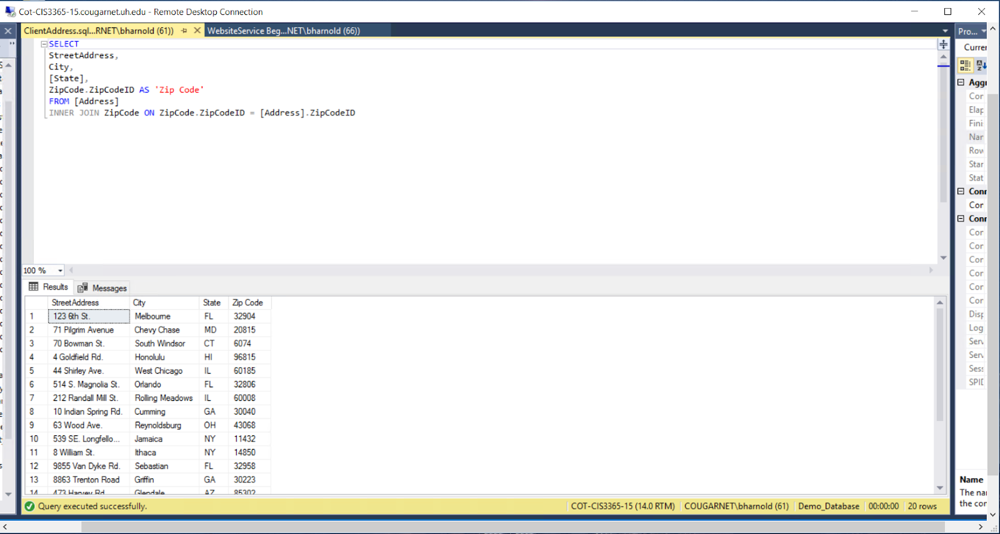 Cot-CIS3365-15.cougarnet.uh.edu - Remote Desktop Connection
ClientAddress.sql...RNET\bharnold (61))
WebsiteService Beg...NET\bharnold (66))
Pro...
SELECT
StreetAddress,
City,
[State],
ZipCode.ZipCodeID AS 'Zip Code'
FROM [Address]
INNER JOIN ZipCode ON ZipCode.ZipCodeID = [Address].ZipCodeID
100 %
Results
Messages
StreetAddress City State Zip Code
1 123 6th St. Melbourne FL 32904
2 71 Pilgrim Avenue Chevy Chase MD 20815
3 70 Bowman St. South Windsor CT 6074
4 4 Goldfield Rd. Honolulu HI 96815
5 44 Shirley Ave. West Chicago IL 60185
6 514 S. Magnolia St. Orlando FL 32806
7 212 Randall Mill St. Rolling Meadows IL 60008
8 10 Indian Spring Rd. Cumming GA 30040
9 63 Wood Ave. Reynoldsburg OH 43068
10 539 SE. Longfello... Jamaica NY 11432
11 8 William St. Ithaca NY 14850
12 9855 Van Dyke Rd. Sebastian FL 32958
13 8863 Trenton Road Griffin GA 30223
14 473 Harvey Rd. Glendale AZ 85302
Query executed successfully.
COT-CIS3365-15 (14.0 RTM)
COUGARNET\bharnold (61)
Demo_Database
00:00:00
20 rows
Curre
Aggr
Cor
Elap
Fini
Nar
Row
Star
Stat
Conn
Cor
Conn
Cor
Cor
Cor
Cor
Cor
Cor
Disp
Log
Serv
Serv
Sess
SPID
Name
The nar
the cor